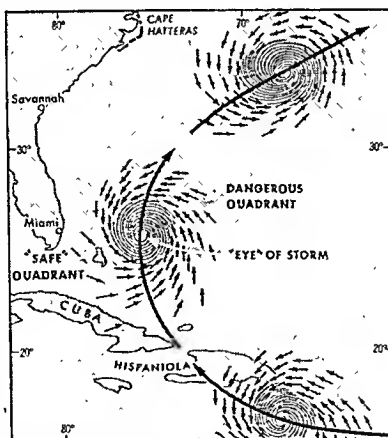 80°
70°
CAPE
HATTERAS
Savannah
30°
30°
DANGEROUS
QUADRANT
Miami
"SAFE"
QUADRANT
"EYE" OF STORM
CUBA
20°
20°
HISPANIOLA
80°
70°